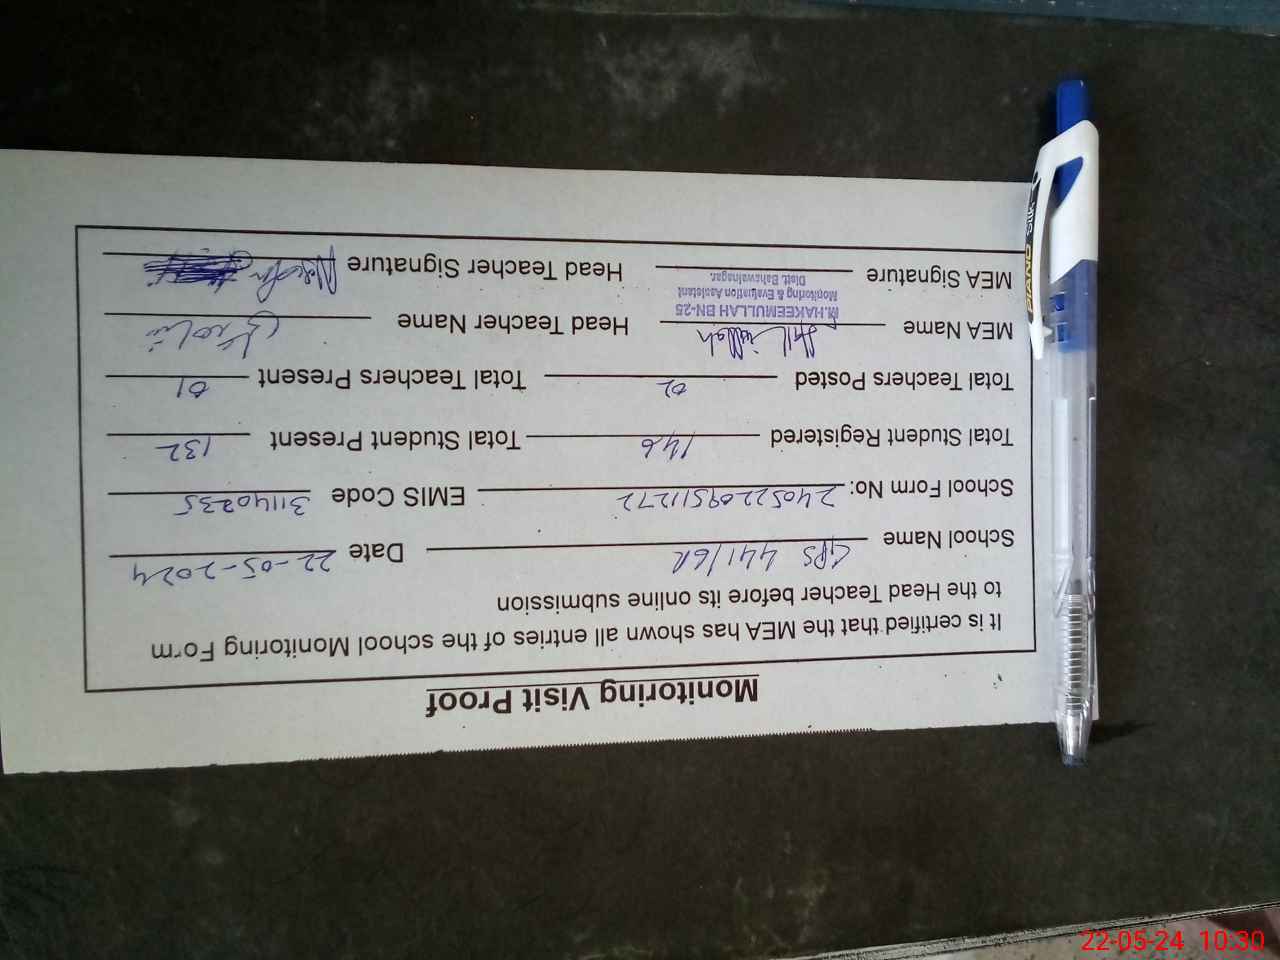 Monitoring Visit Proof
It is certified that the MEA has shown all entries of the school Monitoring Form
to the Head Teacher before its online submission
School Name GPS 441/6R Date 22-05-2024
School Form No: 24052209511272 EMIS Code 31140235
Total Student Registered 146 Total Student Present 132
Total Teachers Posted 02 Total Teachers Present 01
MEA Name Head Teacher Name
M.HAKEEMULLAH BN-25
Monitoring & Evaluation Assistant
Distt. Bahawalnagar.
MEA Signature Head Teacher Signature
PIANO Silk-
22-05-24 10:30